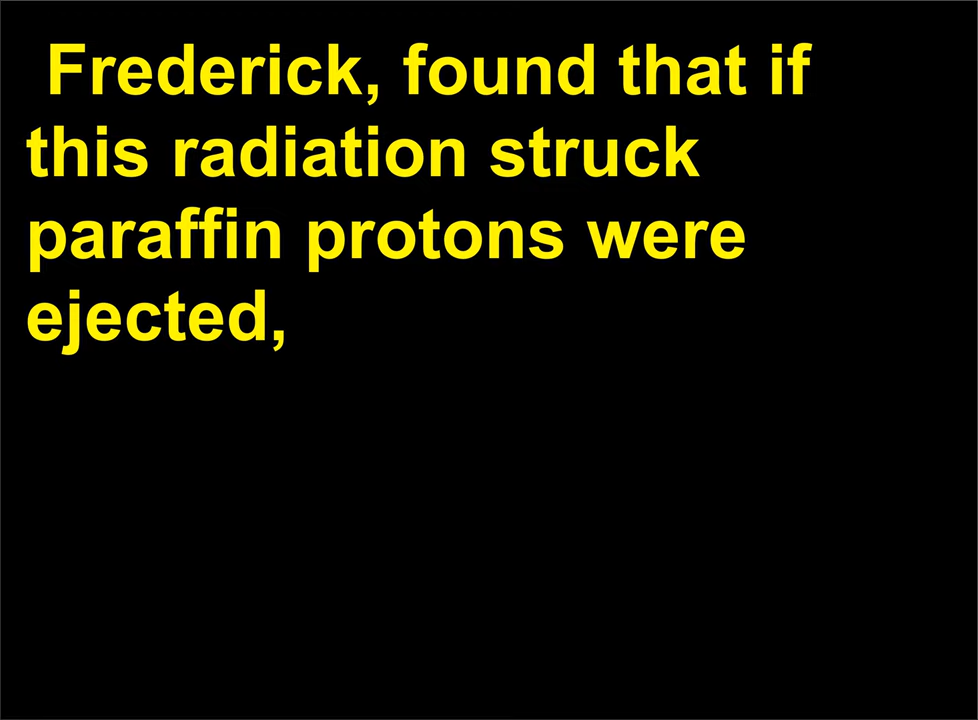 Frederick, found that if
this radiation struck
paraffin protons were
ejected,